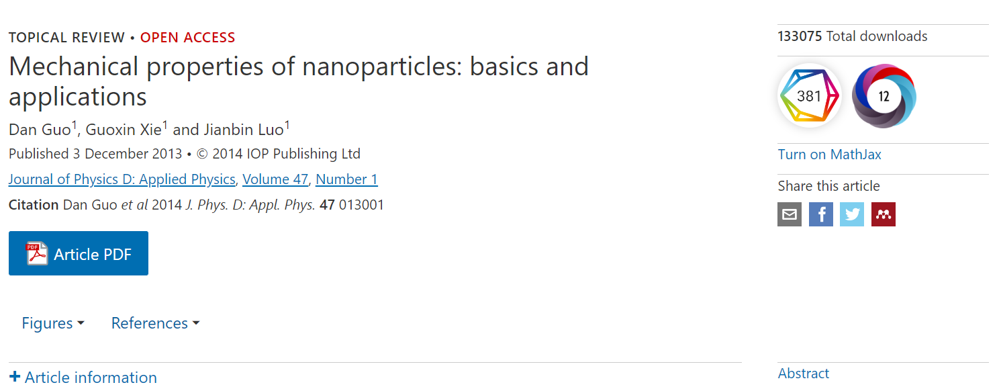 TOPICAL REVIEW • OPEN ACCESS
Mechanical properties of nanoparticles: basics and
applications
Dan Guo1, Guoxin Xie1 and Jianbin Luo1
Published 3 December 2013 • © 2014 IOP Publishing Ltd
Journal of Physics D: Applied Physics, Volume 47, Number 1
Citation Dan Guo et al 2014 J. Phys. D: Appl. Phys. 47 013001
PDF Article PDF
Figures
References
+ Article information
133075 Total downloads
381
12
Turn on MathJax
Share this article
Abstract